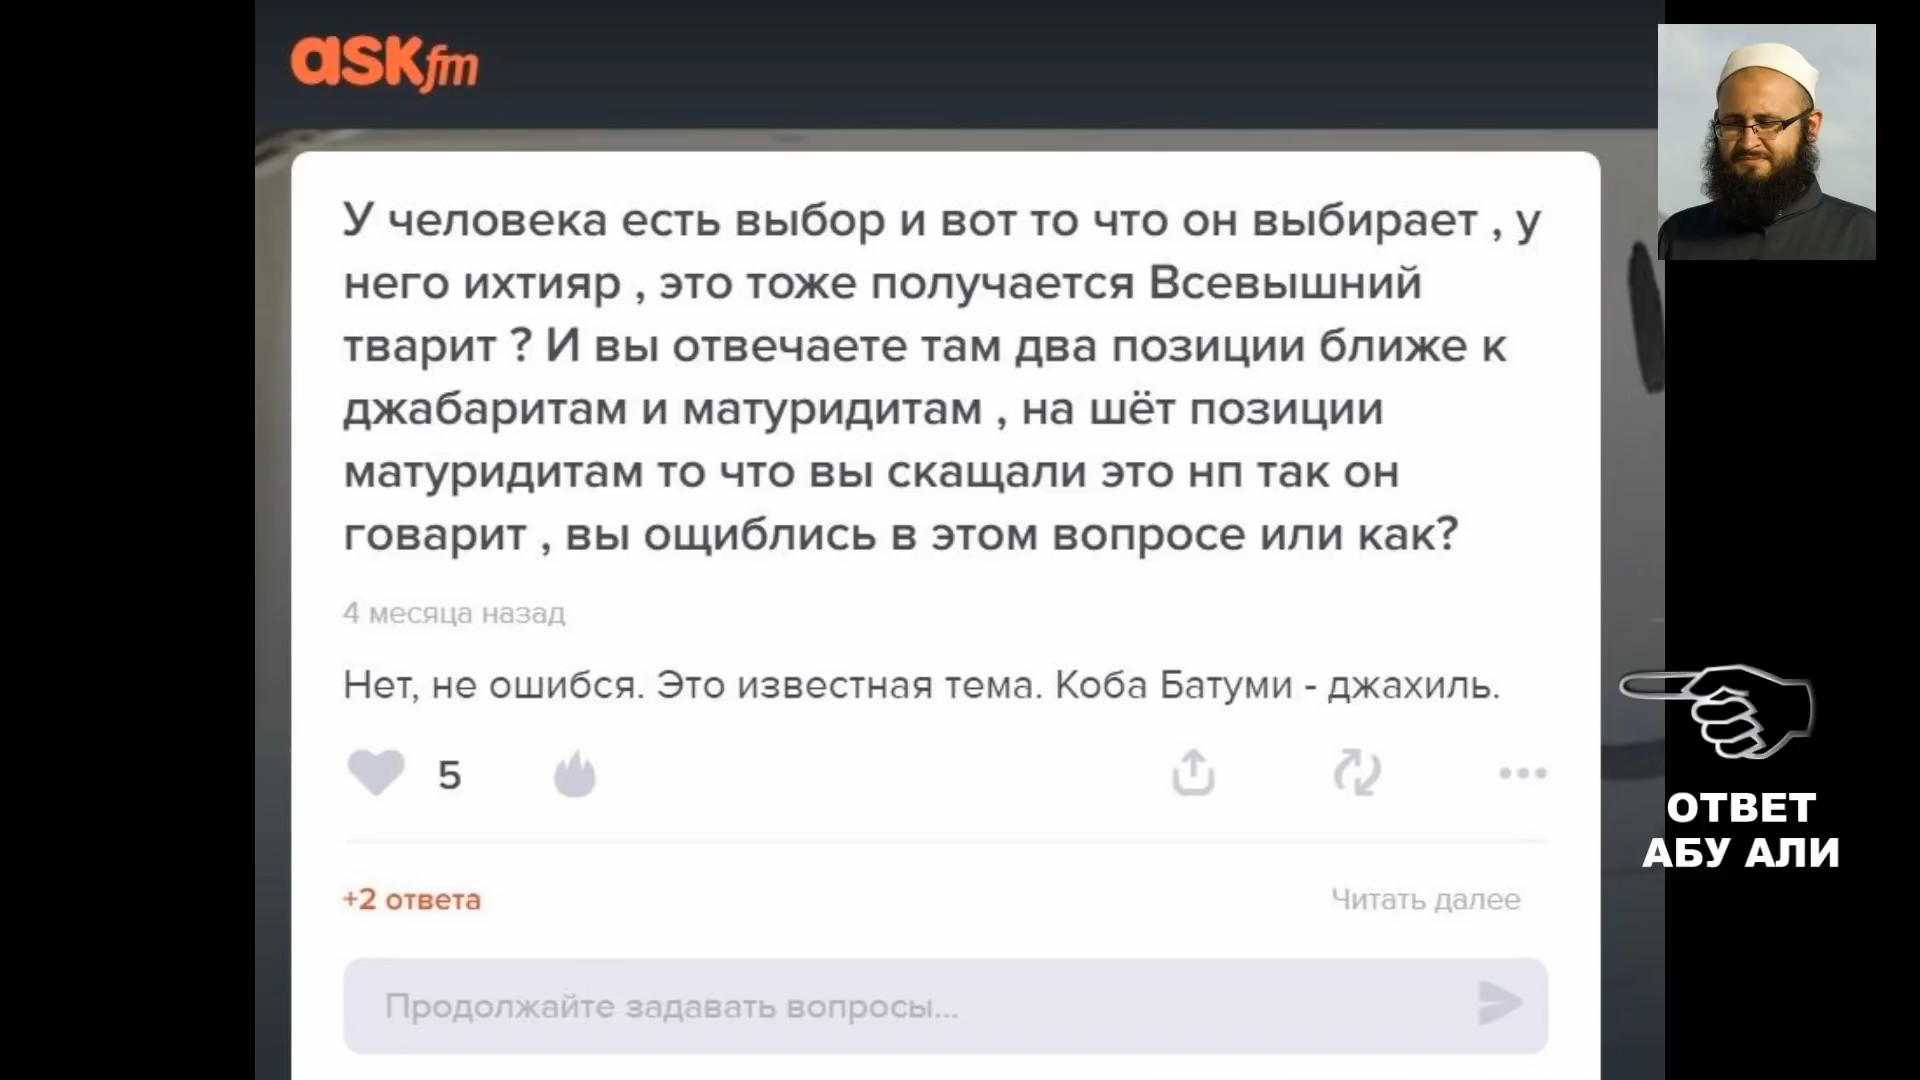 askfm
У человека есть выбор и вот то что он выбирает , у
него ихтияр , это тоже получается Всевышний
тварит ? И вы отвечаете там два позиции ближе к
джабаритам и матуридитам , на шёт позиции
матуридитам то что вы скащали это нп так он
говарит , вы ощиблись в этом вопросе или как?
4 месяца назад
Нет, не ошибся. Это известная тема. Коба Батуми - джахиль.
5
+2 ответа
Читать далее
Продолжайте задавать вопросы...
ОТВЕТ
АБУ АЛИ